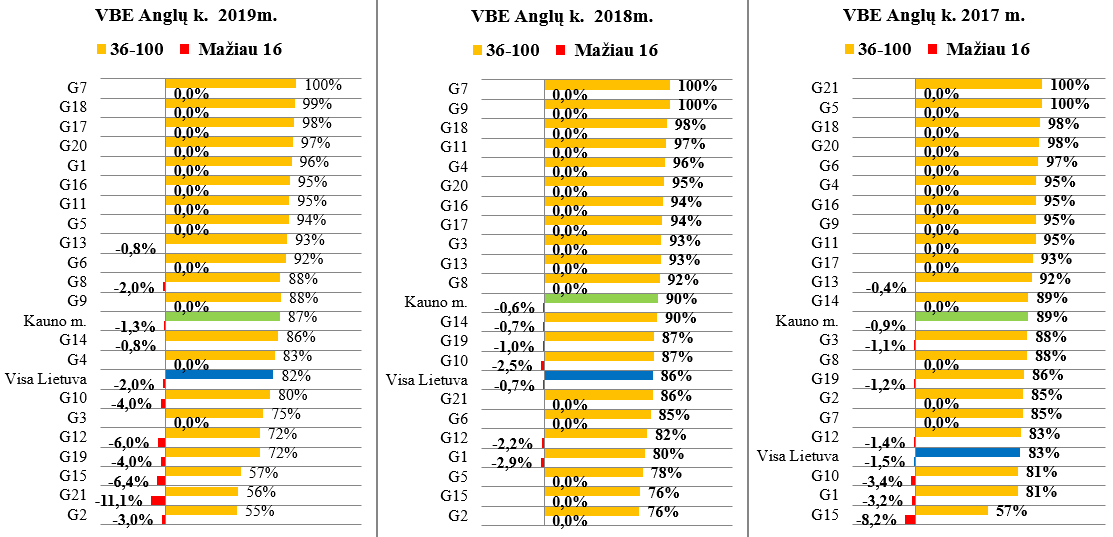 VBE Anglų k.  2019m.
36-100 Mažiau 16
G7 100%
0,0%
G18 99%
0,0%
G17 98%
0,0%
G20 97%
0,0%
G1 96%
0,0%
G16 95%
0,0%
G11 95%
0,0%
G5 94%
0,0%
G13 93%
-0,8%
G6 92%
0,0%
G8 88%
-2,0%
G9 88%
0,0%
Kauno m. 87%
-1,3%
G14 86%
-0,8%
G4 83%
0,0%
Visa Lietuva 82%
-2,0%
G10 80%
-4,0%
G3 75%
0,0%
G12 72%
-6,0%
G19 72%
-4,0%
G15 57%
-6,4%
G21 56%
-11,1%
G2 55%
-3,0%
VBE Anglų k.  2018m.
36-100 Mažiau 16
G7 100%
0,0%
G9 100%
0,0%
G18 98%
0,0%
G11 97%
0,0%
G4 96%
0,0%
G20 95%
0,0%
G16 94%
0,0%
G17 94%
0,0%
G3 93%
0,0%
G13 93%
0,0%
G8 92%
0,0%
Kauno m. 90%
-0,6%
G14 90%
-0,7%
G19 87%
-1,0%
G10 87%
-2,5%
Visa Lietuva 86%
-0,7%
G21 86%
0,0%
G6 85%
0,0%
G12 82%
-2,2%
G1 80%
-2,9%
G5 78%
0,0%
G15 76%
0,0%
G2 76%
0,0%
VBE Anglų k. 2017 m.
36-100 Mažiau 16
G21 100%
0,0%
G5 100%
0,0%
G18 98%
0,0%
G20 98%
0,0%
G6 97%
0,0%
G4 95%
0,0%
G16 95%
0,0%
G9 95%
0,0%
G11 95%
0,0%
G17 93%
0,0%
G13 92%
-0,4%
G14 89%
0,0%
Kauno m. 89%
-0,9%
G3 88%
-1,1%
G8 88%
0,0%
G19 86%
-1,2%
G2 85%
0,0%
G7 85%
0,0%
G12 83%
-1,4%
Visa Lietuva 83%
-1,5%
G10 81%
-3,4%
G1 81%
-3,2%
G15 57%
-8,2%